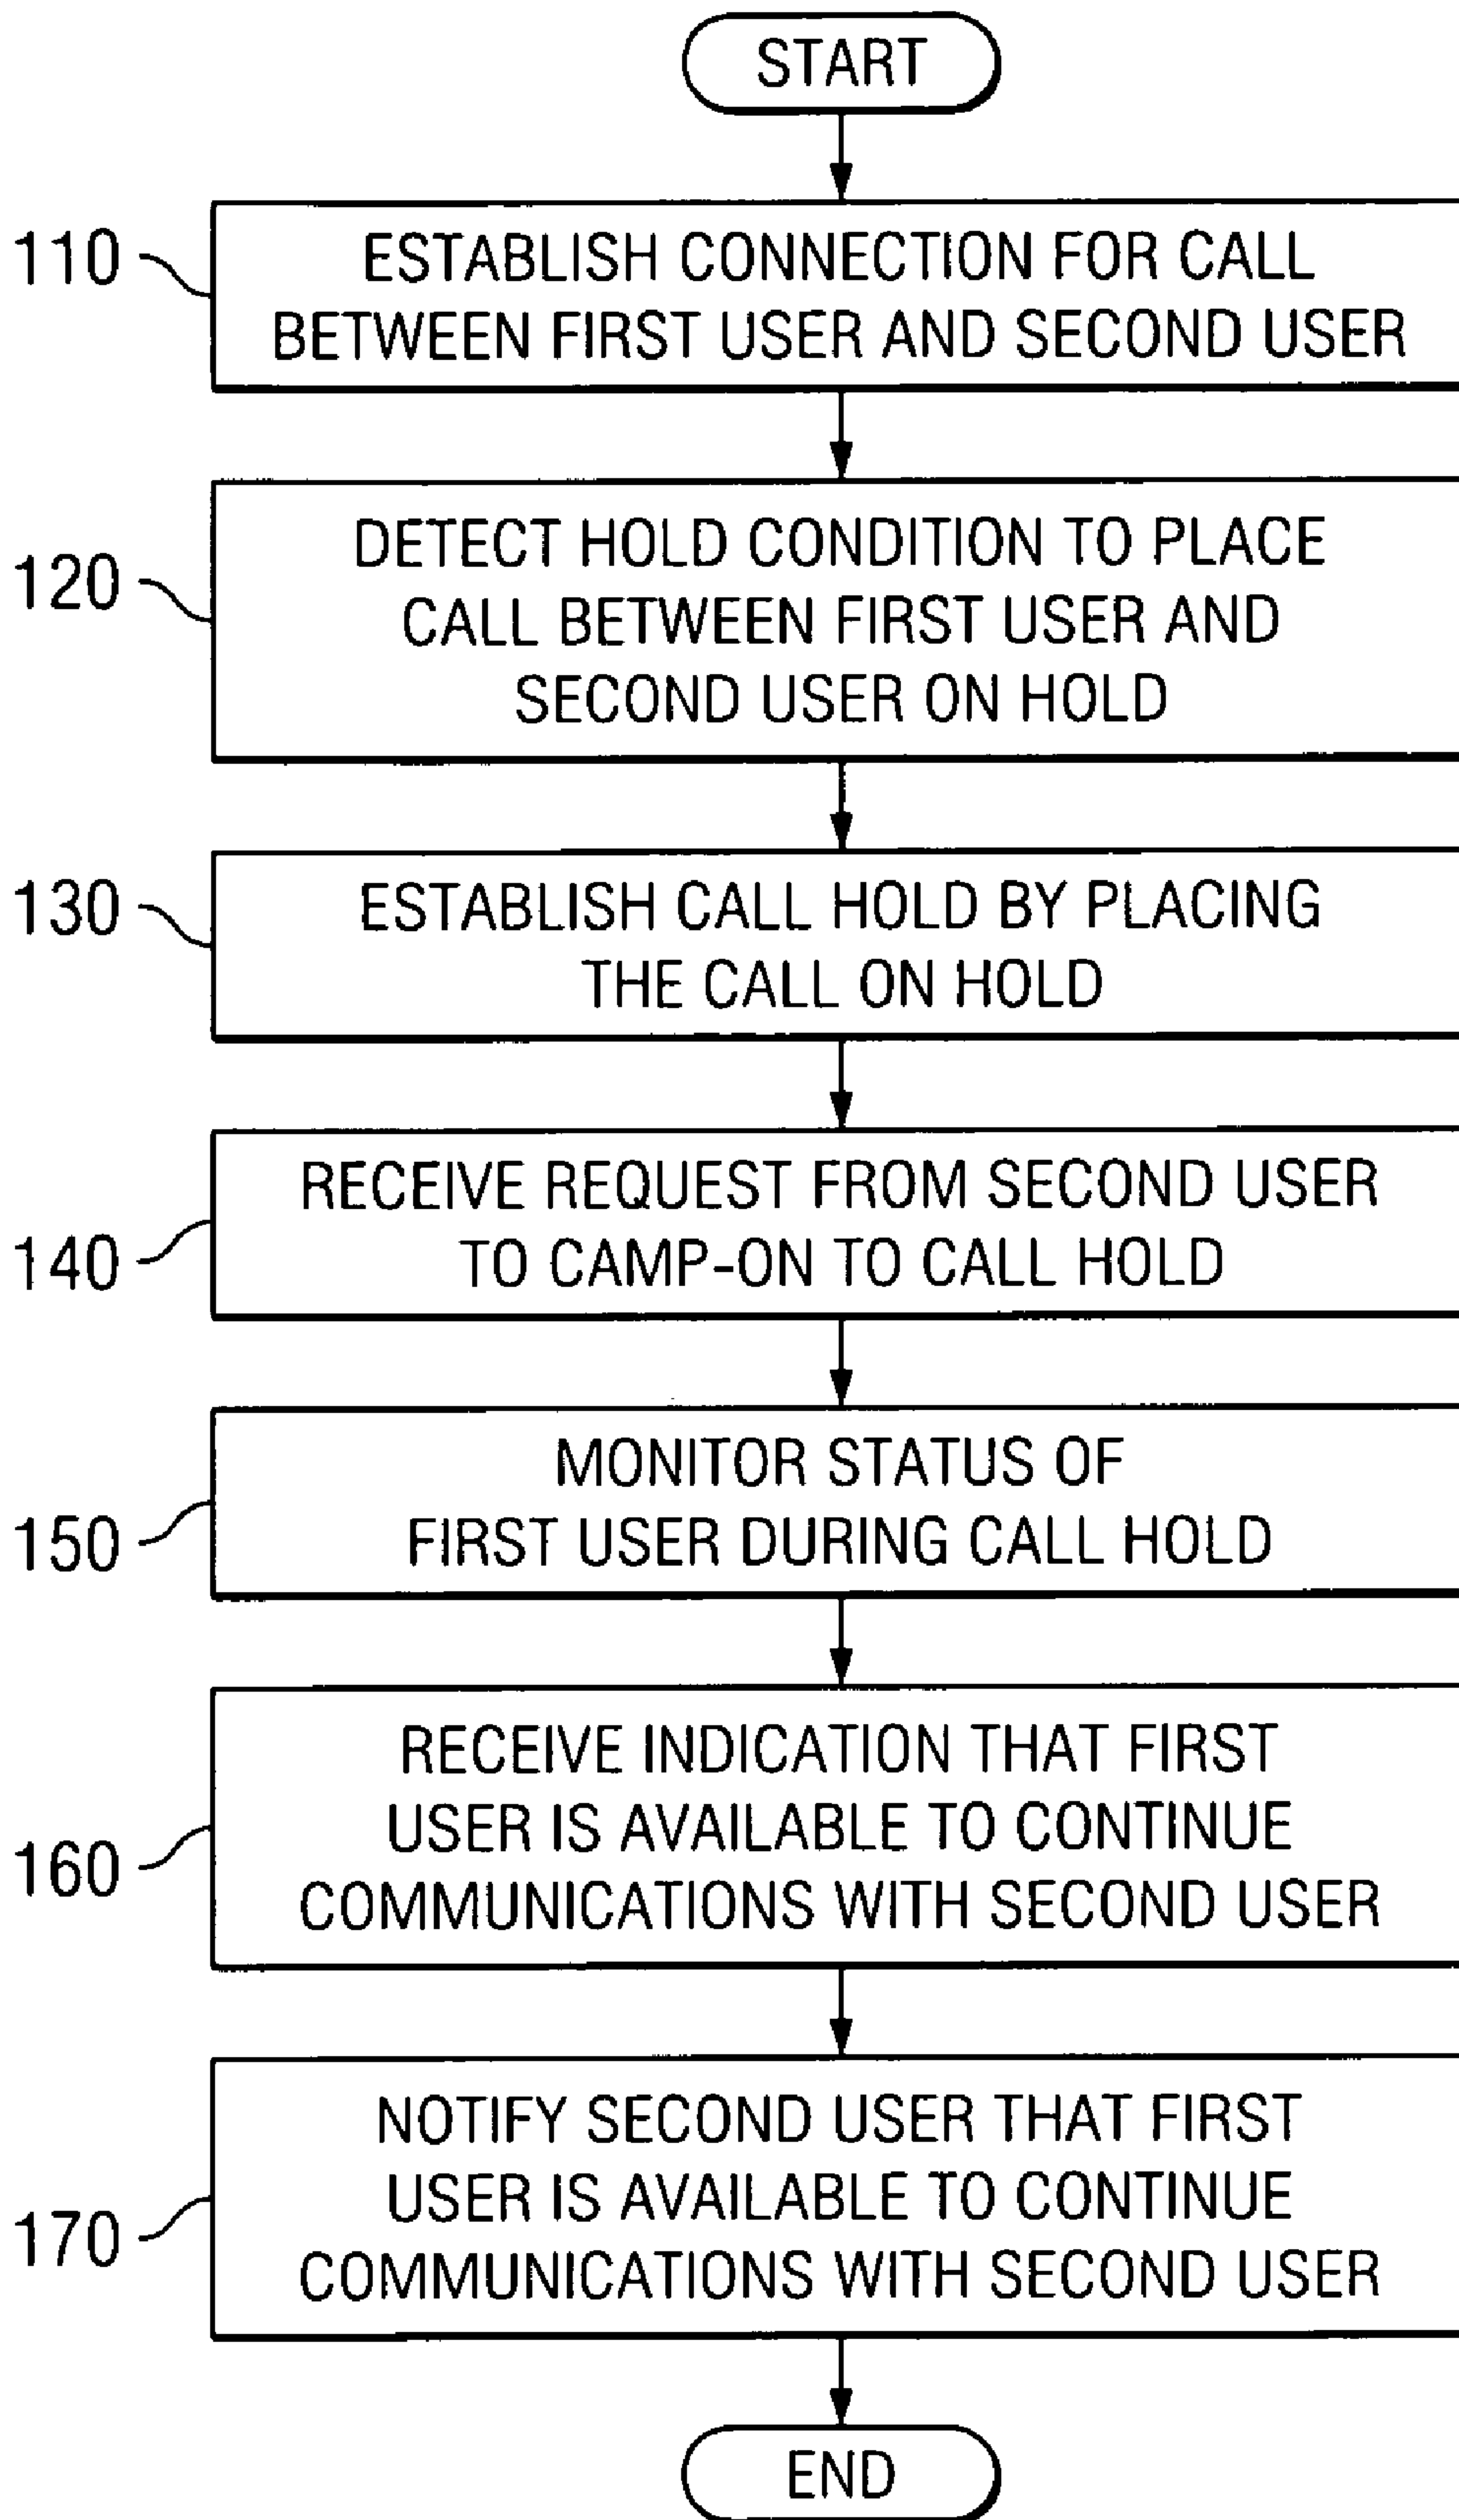 START
110
ESTABLISH CONNECTION FOR CALL
BETWEEN FIRST USER AND SECOND USER
120
DETECT HOLD CONDITION TO PLACE
CALL BETWEEN FIRST USER AND
SECOND USER ON HOLD
130
ESTABLISH CALL HOLD BY PLACING
THE CALL ON HOLD
140
RECEIVE REQUEST FROM SECOND USER
TO CAMP-ON TO CALL HOLD
150
MONITOR STATUS OF
FIRST USER DURING CALL HOLD
160
RECEIVE INDICATION THAT FIRST
USER IS AVAILABLE TO CONTINUE
COMMUNICATIONS WITH SECOND USER
170
NOTIFY SECOND USER THAT FIRST
USER IS AVAILABLE TO CONTINUE
COMMUNICATIONS WITH SECOND USER
END